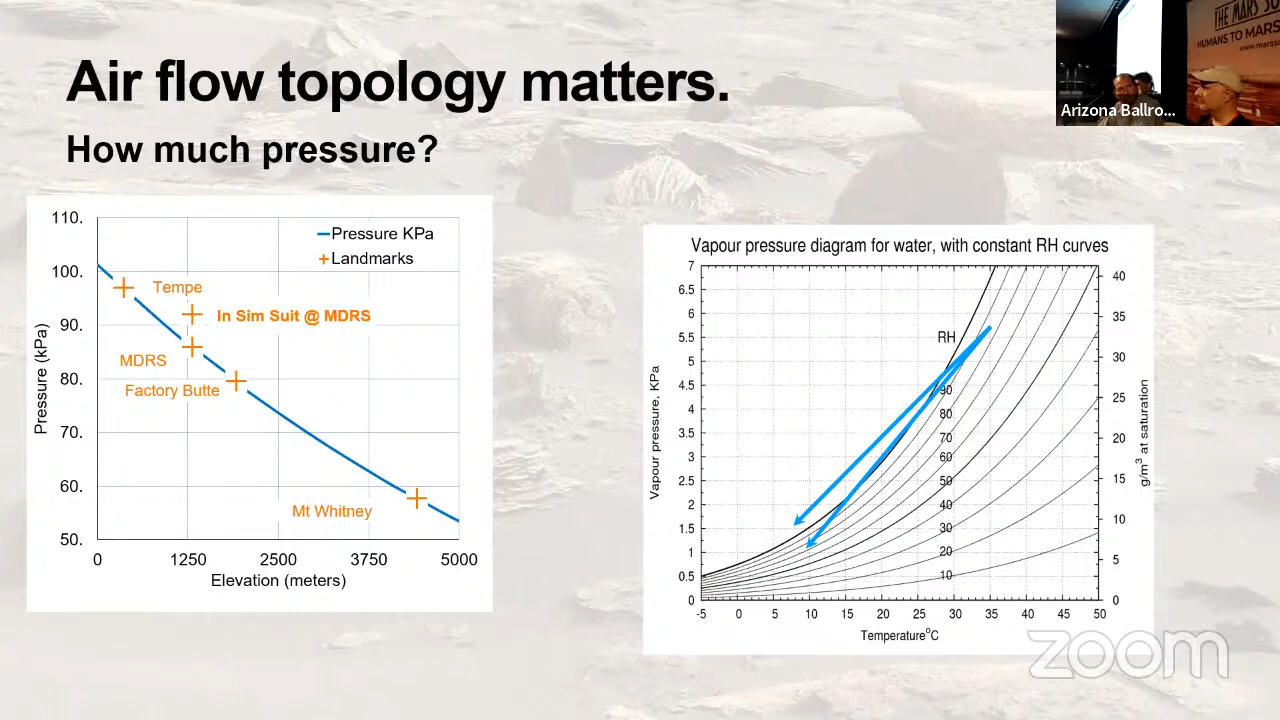 Air flow topology matters.
How much pressure?
THE MARS SO
HUMANS TO MARS
www.marsso
Arizona Ballro...
110.
100.
90.
80.
70.
60.
50.
0
1250
2500
3750
5000
Pressure (kPa)
Elevation (meters)
Pressure KPa
Landmarks
Tempe
In Sim Suit @ MDRS
MDRS
Factory Butte
Mt Whitney
Vapour pressure diagram for water, with constant RH curves
7
6.5
6
5.5
5
4.5
4
3.5
3
2.5
2
1.5
1
0.5
0
Vapour pressure, KPa
RH
90
80
70
60
50
40
30
20
10
40
35
30
25
20
15
10
5
0
g/m3 at saturation
-5
0
5
10
15
20
25
30
35
40
45
50
Temperature°C
zoom